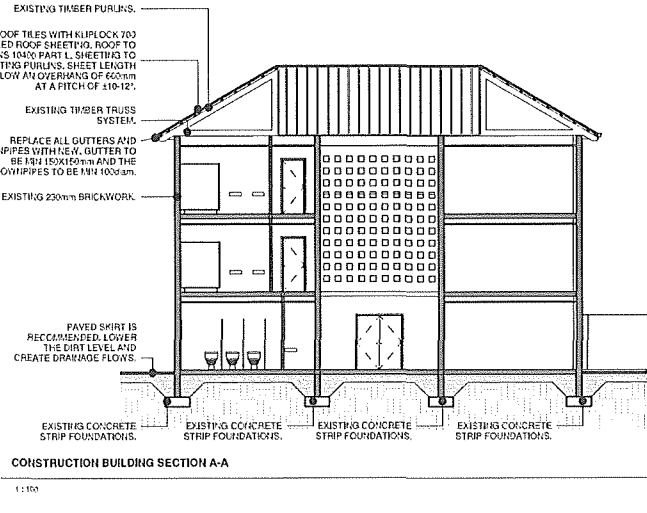 EXISTING TIMBER PURLINS.
OOF TILES WITH KLIPLOCK 700
ED ROOF SHEETING. ROOF TO
NS 10400 PART L. SHEETING TO
TING PURLINS. SHEET LENGTH
LOW AN OVERHANG OF 660mm
AT A PITCH OF ±10-12°.
EXISTING TIMBER TRUSS
SYSTEM.
REPLACE ALL GUTTERS AND
NPIPES WITH NEW. GUTTER TO
BE MIN 150X150mm AND THE
OWNPIPES TO BE MIN 100diam.
EXISTING 230mm BRICKWORK.
PAVED SKIRT IS
RECOMMENDED. LOWER
THE DIRT LEVEL AND
CREATE DRAINAGE FLOWS.
EXISTING CONCRETE
STRIP FOUNDATIONS.
EXISTING CONCRETE
STRIP FOUNDATIONS.
EXISTING CONCRETE
STRIP FOUNDATIONS.
EXISTING CONCRETE
STRIP FOUNDATIONS.
CONSTRUCTION BUILDING SECTION A-A
1 : 100